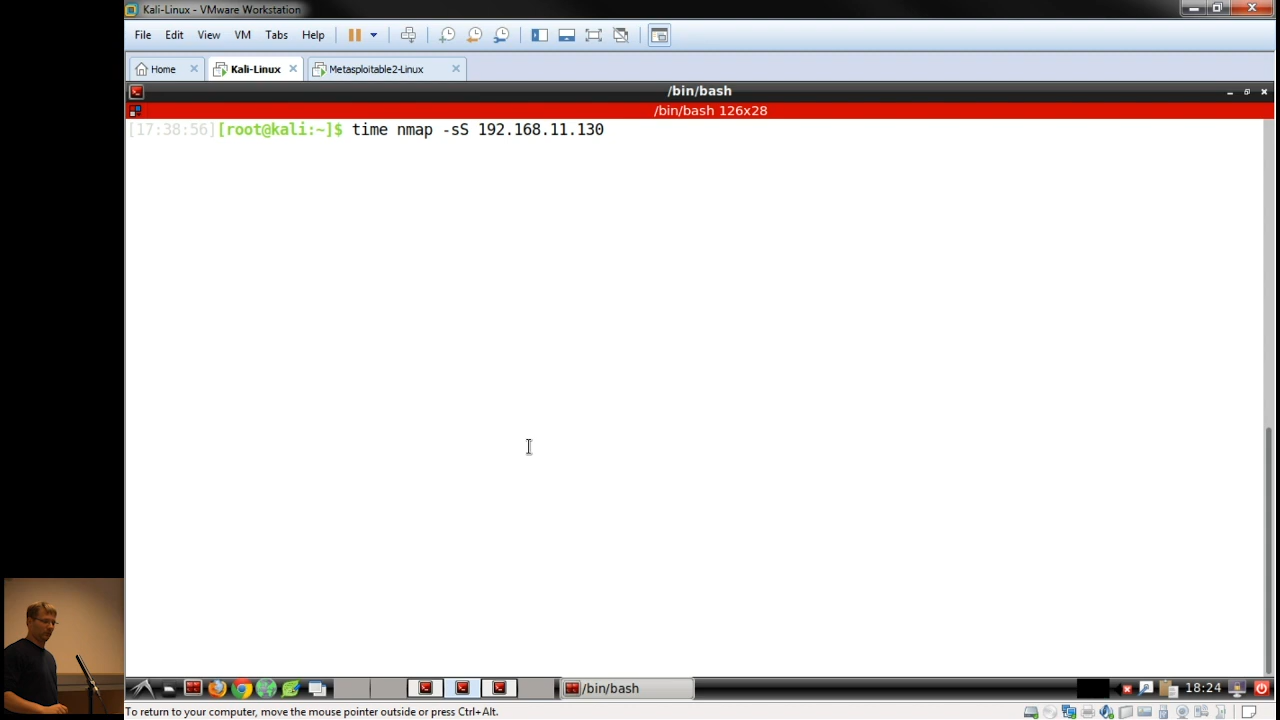 Kali-Linux - VMware Workstation
File Edit View VM Tabs Help
Home Kali-Linux Metasploitable2-Linux
/bin/bash
/bin/bash 126x28
[17:38:56][root@kali:~]$ time nmap -sS 192.168.11.130
/bin/bash
18:24
To return to your computer, move the mouse pointer outside or press Ctrl+Alt.